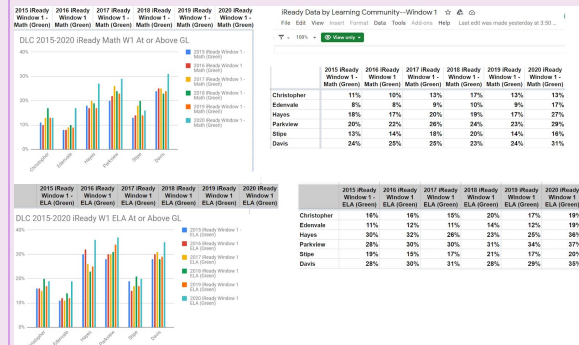 2015 iReady 2016 iReady 2017 iReady 2018 iReady 2019 iReady 2020 iReady
Window 1 - Window 1 Window 1 - Window 1 - Window 1 - Window 1 -
Math (Green) Math (Green) Math (Green) Math (Green) Math (Green) Math (Green)
DLC 2015-2020 iReady Math W1 At or Above GL
40%
30%
20%
10%
0%
Christopher Edenvale Hayes Parkview Stipe Davis
2015 iReady Window 1 -
Math (Green)
2016 iReady Window 1
Math (Green)
2017 iReady Window 1 -
Math (Green)
2018 iReady Window 1 -
Math (Green)
2019 iReady Window 1 -
Math (Green)
2020 iReady Window 1 -
Math (Green)
iReady Data by Learning Community--Window 1
File Edit View Insert Format Data Tools Add-ons Help Last edit was made yesterday at 3:50 ...
100% View only
2015 iReady 2016 iReady 2017 iReady 2018 iReady 2019 iReady 2020 iReady
Window 1 - Window 1 Window 1 - Window 1 - Window 1 - Window 1 -
Math (Green) Math (Green) Math (Green) Math (Green) Math (Green) Math (Green)
Christopher 11% 10% 13% 17% 13% 13%
Edenvale 8% 8% 9% 10% 9% 17%
Hayes 18% 17% 20% 19% 17% 27%
Parkview 20% 22% 26% 24% 23% 29%
Stipe 13% 14% 18% 20% 14% 16%
Davis 24% 25% 25% 23% 24% 31%
2015 iReady 2016 iReady 2017 iReady 2018 iReady 2019 iReady 2020 iReady
Window 1 - Window 1 Window 1 - Window 1 - Window 1 - Window 1 -
ELA (Green) ELA (Green) ELA (Green) ELA (Green) ELA (Green) ELA (Green)
DLC 2015-2020 iReady W1 ELA At or Above GL
40%
30%
20%
10%
0%
Christopher Edenvale Hayes Parkview Stipe Davis
2015 iReady Window 1 -
ELA (Green)
2016 iReady Window 1
ELA (Green)
2017 iReady Window 1 -
ELA (Green)
2018 iReady Window 1 -
ELA (Green)
2019 iReady Window 1 -
ELA (Green)
2020 iReady Window 1 -
ELA (Green)
2015 iReady 2016 iReady 2017 iReady 2018 iReady 2019 iReady 2020 iReady
Window 1 - Window 1 Window 1 - Window 1 - Window 1 - Window 1
ELA (Green) ELA (Green) ELA (Green) ELA (Green) ELA (Green) ELA (Green)
Christopher 16% 16% 15% 20% 17% 19%
Edenvale 11% 12% 11% 14% 12% 19%
Hayes 30% 32% 26% 23% 25% 36%
Parkview 28% 30% 30% 31% 34% 37%
Stipe 19% 15% 17% 21% 17% 20%
Davis 28% 30% 31% 28% 29% 35%